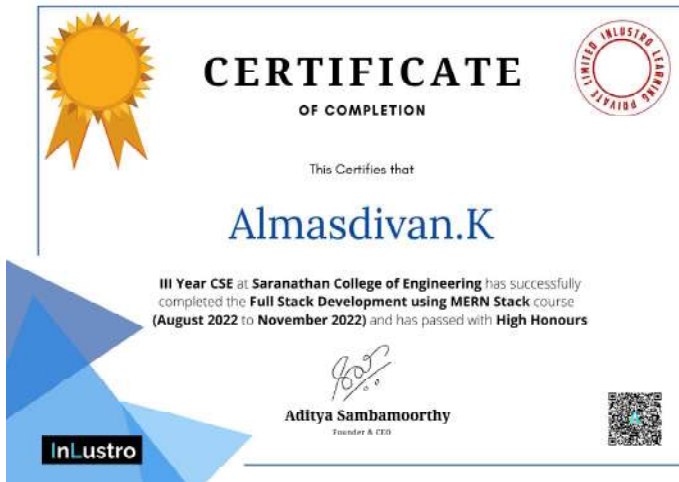 CERTIFICATE
OF COMPLETION
INLUSTRO LEARNING PRIVATE LIMITED
This Certifies that
Almasdivan.K
III Year CSE at Saranathan College of Engineering has successfully
completed the Full Stack Development using MERN Stack course
(August 2022 to November 2022) and has passed with High Honours
Aditya Sambamoorthy
Founder & CEO
InLustro